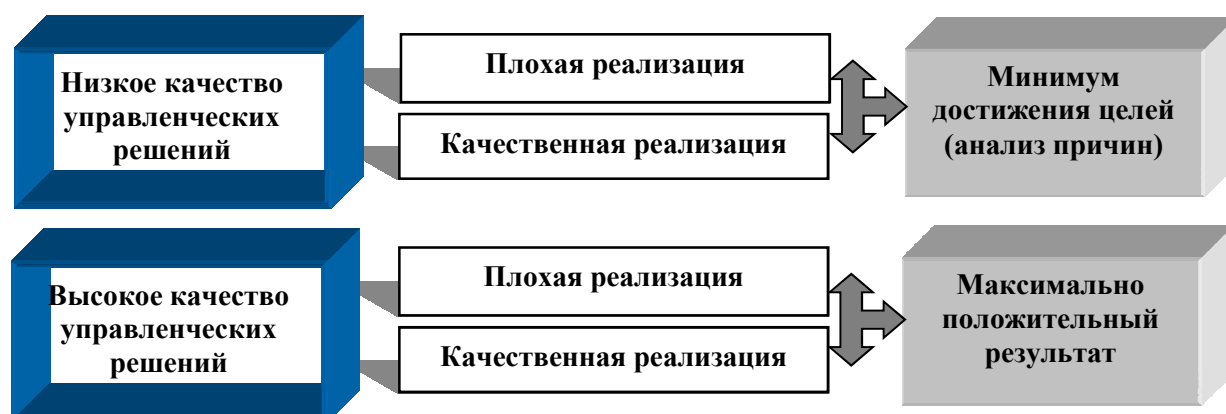 Низкое качество
управленческих
решений
Плохая реализация
Качественная реализация
Минимум
достижения целей
(анализ причин)
Высокое качество
управленческих
решений
Плохая реализация
Качественная реализация
Максимально
положительный
результат